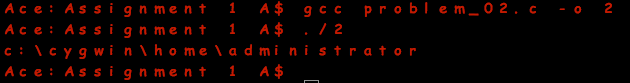 Ace: Assignment 1 A$ gcc problem_02.c -o 2
Ace: Assignment 1 A$ ./2
c:\cygwin\home\administrator
Ace: Assignment 1 A$